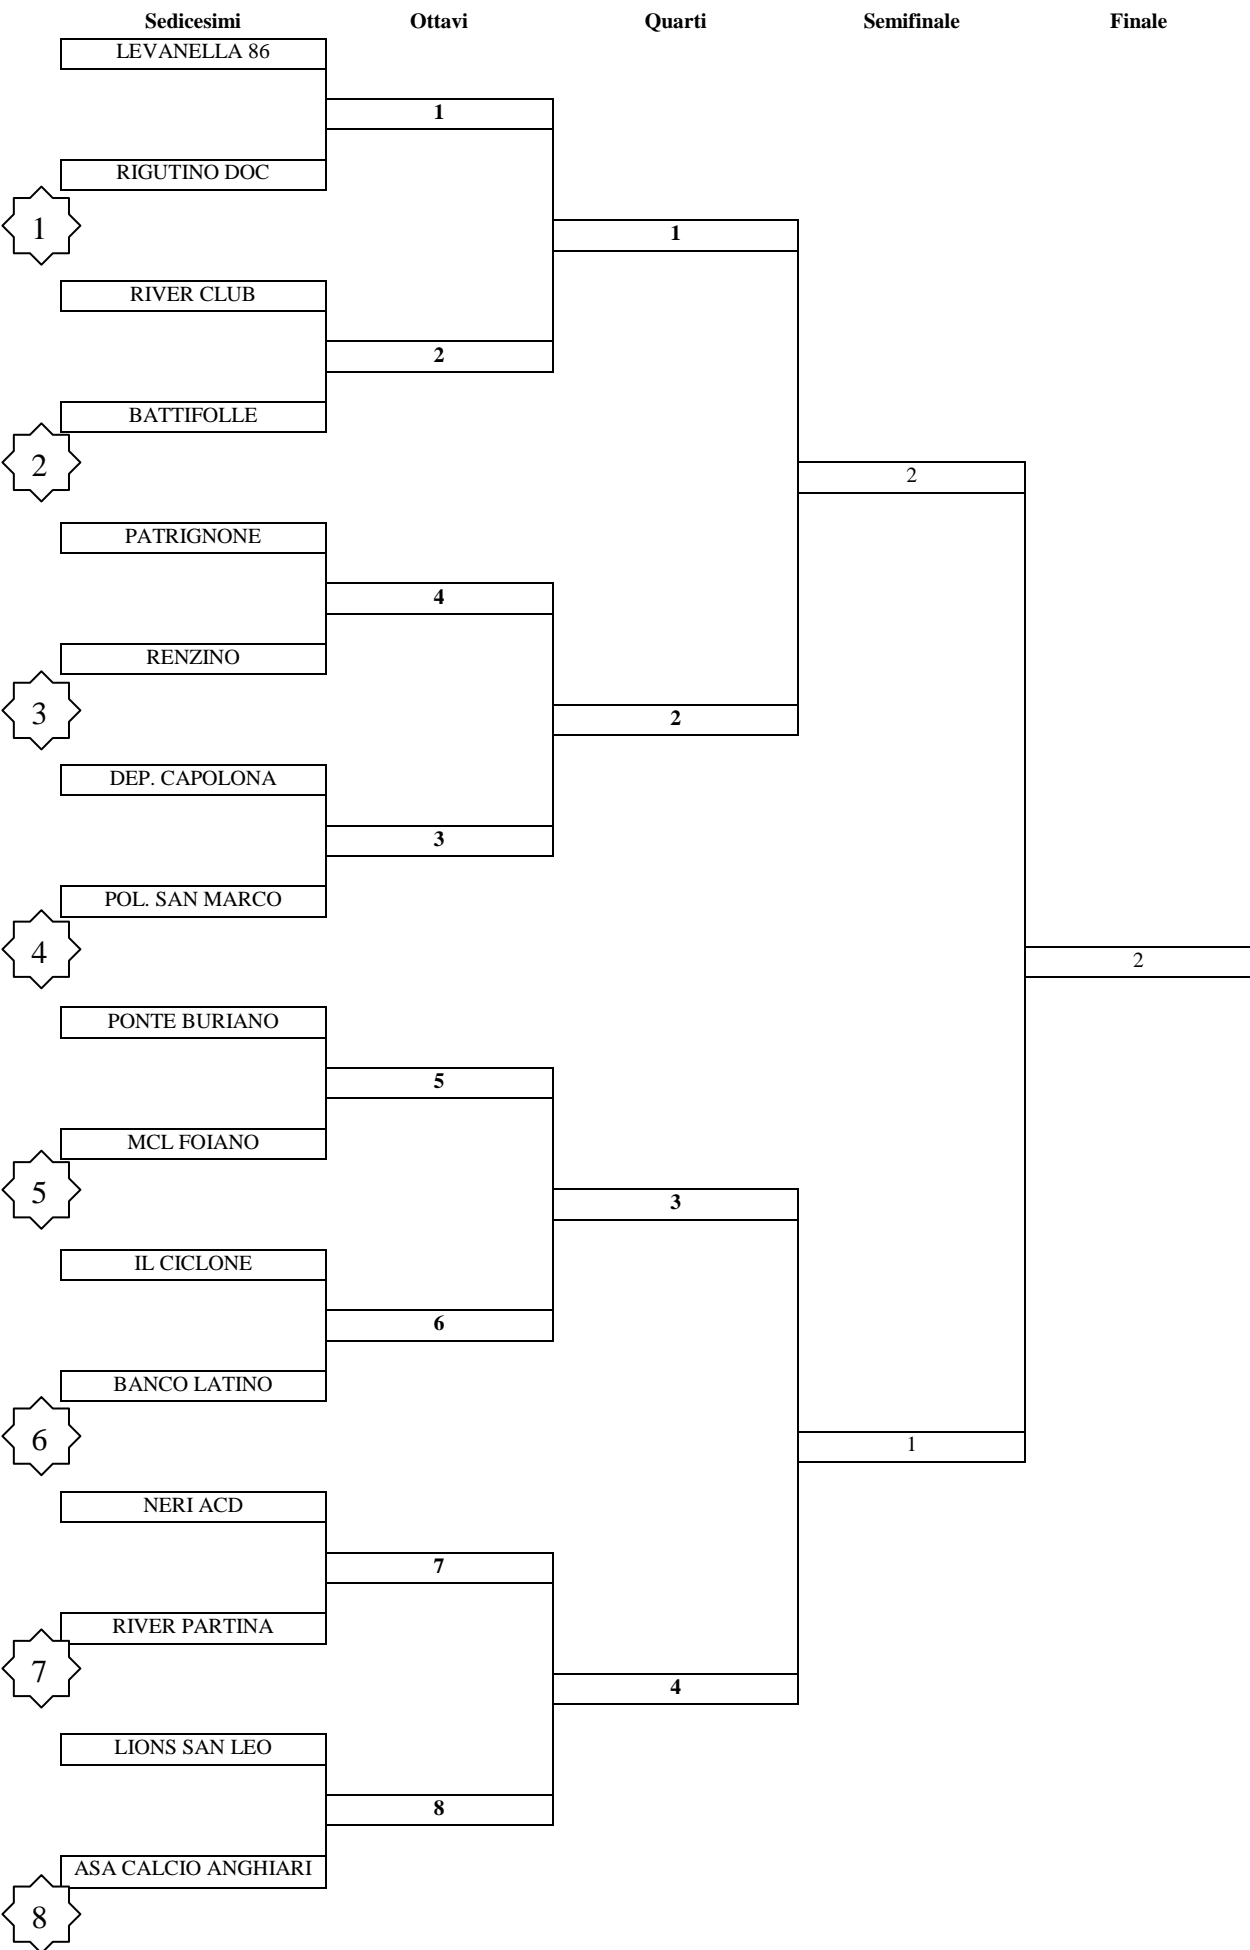 Sedicesimi Ottavi Quarti Semifinale Finale
LEVANELLA 86
1
RIGUTINO DOC
1
1
RIVER CLUB
2
BATTIFOLLE
2
2
PATRIGNONE
4
RENZINO
3
2
DEP. CAPOLONA
3
POL. SAN MARCO
4
2
PONTE BURIANO
5
MCL FOIANO
5
3
IL CICLONE
6
BANCO LATINO
6
1
NERI ACD
7
RIVER PARTINA
7
4
LIONS SAN LEO
8
ASA CALCIO ANGHIARI
8